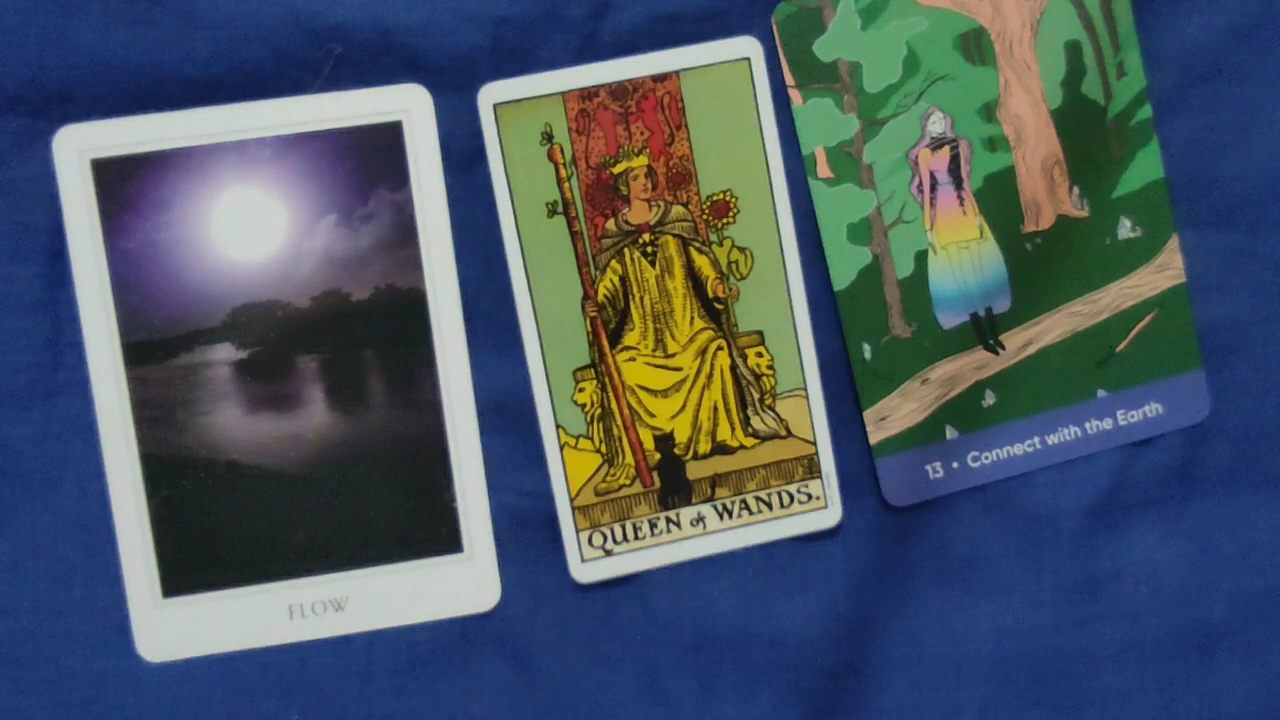 FLOW
QUEEN of WANDS.
13 • Connect with the Earth